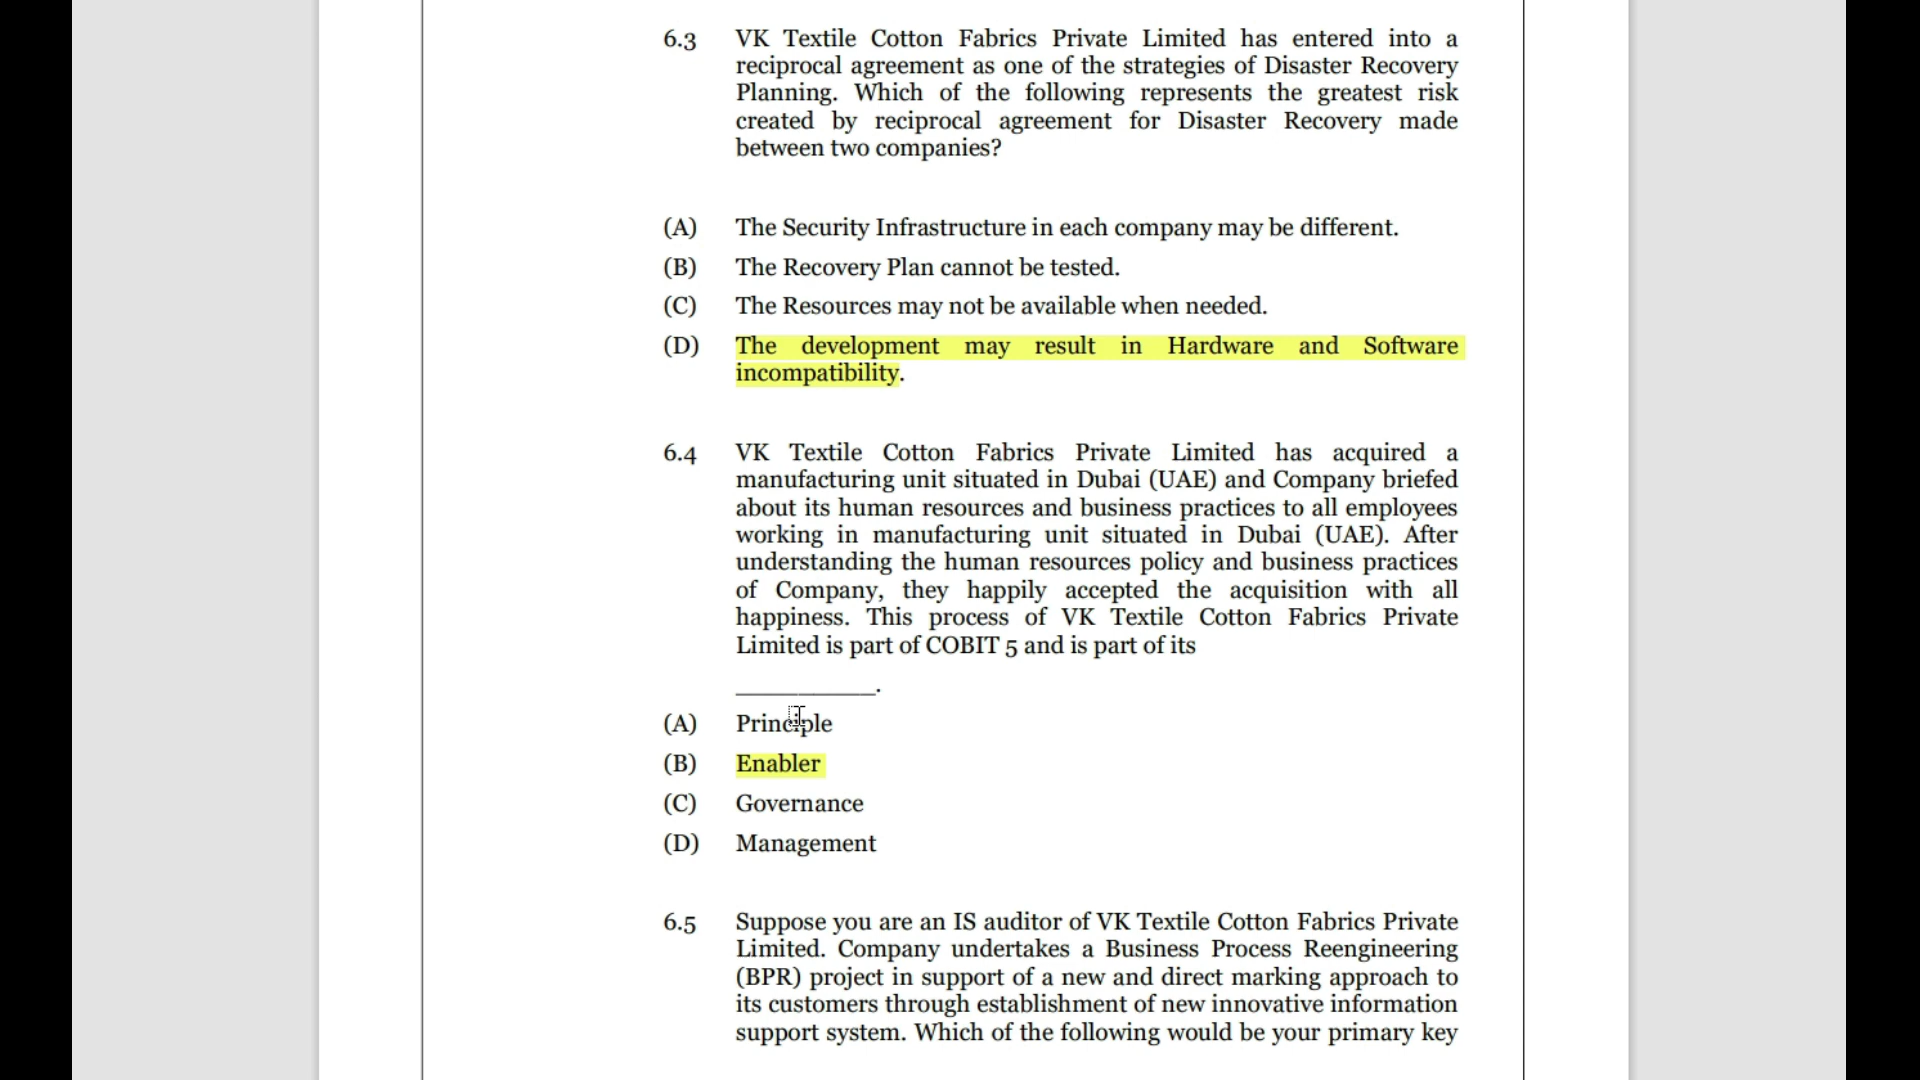 6.3 VK Textile Cotton Fabrics Private Limited has entered into a
reciprocal agreement as one of the strategies of Disaster Recovery
Planning. Which of the following represents the greatest risk
created by reciprocal agreement for Disaster Recovery made
between two companies?
(A) The Security Infrastructure in each company may be different.
(B) The Recovery Plan cannot be tested.
(C) The Resources may not be available when needed.
(D) The development may result in Hardware and Software
incompatibility.
6.4 VK Textile Cotton Fabrics Private Limited has acquired a
manufacturing unit situated in Dubai (UAE) and Company briefed
about its human resources and business practices to all employees
working in manufacturing unit situated in Dubai (UAE). After
understanding the human resources policy and business practices
of Company, they happily accepted the acquisition with all
happiness. This process of VK Textile Cotton Fabrics Private
Limited is part of COBIT 5 and is part of its
___________.
(A) Principle
(B) Enabler
(C) Governance
(D) Management
6.5 Suppose you are an IS auditor of VK Textile Cotton Fabrics Private
Limited. Company undertakes a Business Process Reengineering
(BPR) project in support of a new and direct marking approach to
its customers through establishment of new innovative information
support system. Which of the following would be your primary key